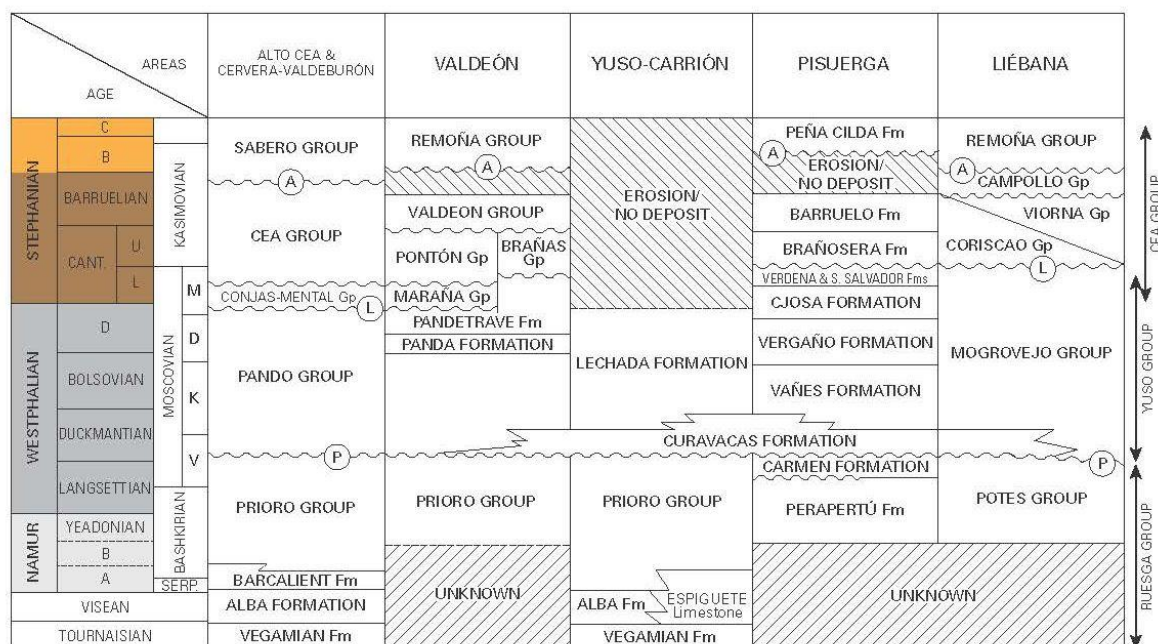 AREAS
AGE
ALTO CEA &
CERVERA-VALDEBURÓN
VALDEÓN
YUSO-CARRIÓN
PISUERGA
LIÉBANA
STEPHANIAN
C
B
BARRUELIAN
CANT.
U
L
KASIMOVIAN
WESTPHALIAN
D
BOLSOVIAN
DUCKMANTIAN
LANGSETTIAN
MOSCOVIAN
M
D
K
V
NAMUR
YEADONIAN
B
A
BASHKIRIAN
SERP.
VISEAN
TOURNAISIAN
SABERO GROUP
A
CEA GROUP
CONJAS-MENTAL Gp
L
PANDO GROUP
P
PRIORO GROUP
BARCALIENT Fm
ALBA FORMATION
VEGAMIAN Fm
REMOÑA GROUP
A
VALDEON GROUP
PONTÓN Gp
BRAÑAS
Gp
MARAÑA Gp
PANDETRAVE Fm
PANDA FORMATION
PRIORO GROUP
UNKNOWN
EROSION/
NO DEPOSIT
LECHADA FORMATION
CURAVACAS FORMATION
PRIORO GROUP
ALBA Fm
ESPIGUETE
Limestone
VEGAMIAN Fm
PEÑA CILDA Fm
A
EROSION/
NO DEPOSIT
BARRUELO Fm
BRAÑOSERA Fm
VERDENA & S. SALVADOR Fms
CJOSA FORMATION
VERGAÑO FORMATION
VAÑES FORMATION
CARMEN FORMATION
PERAPERTÚ Fm
UNKNOWN
REMOÑA GROUP
A
CAMPOLLO Gp
VIORNA Gp
CORISCAO Gp
L
MOGROVEJO GROUP
P
POTES GROUP
CEA GROUP
YUSO GROUP
RUESGA GROUP